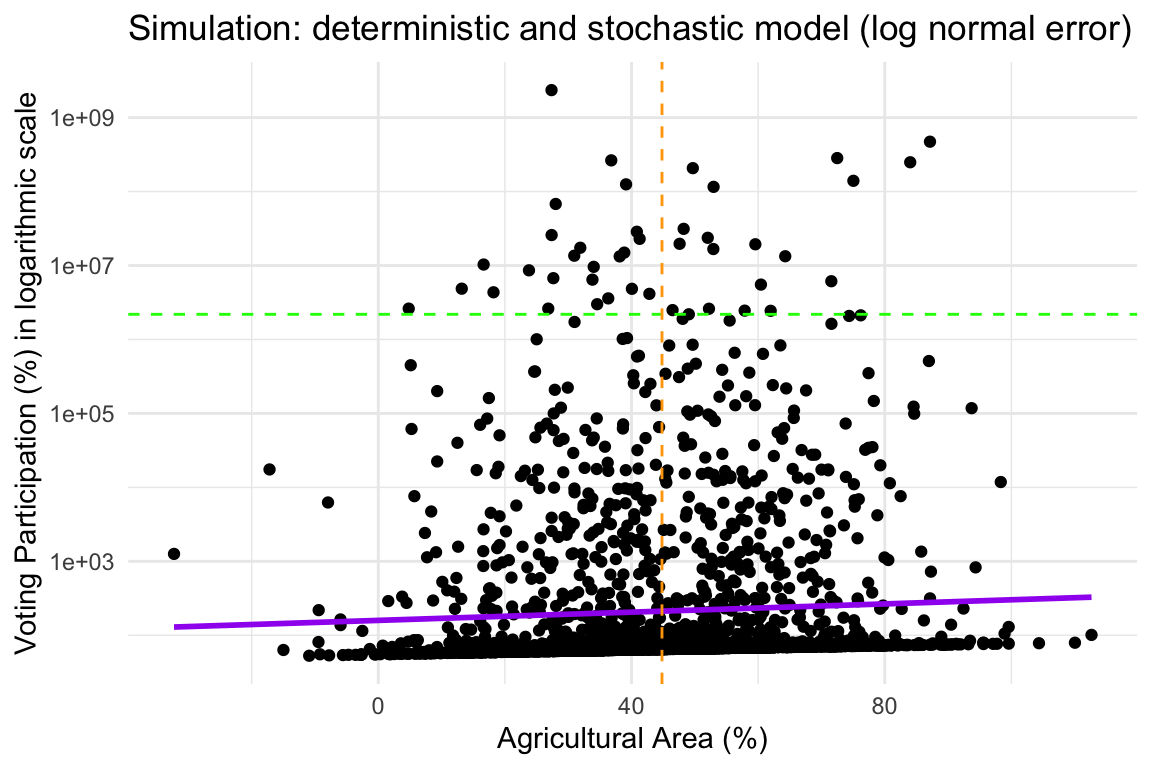 Simulation: deterministic and stochastic model (log normal error)
Voting Participation (%) in logarithmic scale
1e+09
1e+07
1e+05
1e+03
0
40
80
Agricultural Area (%)